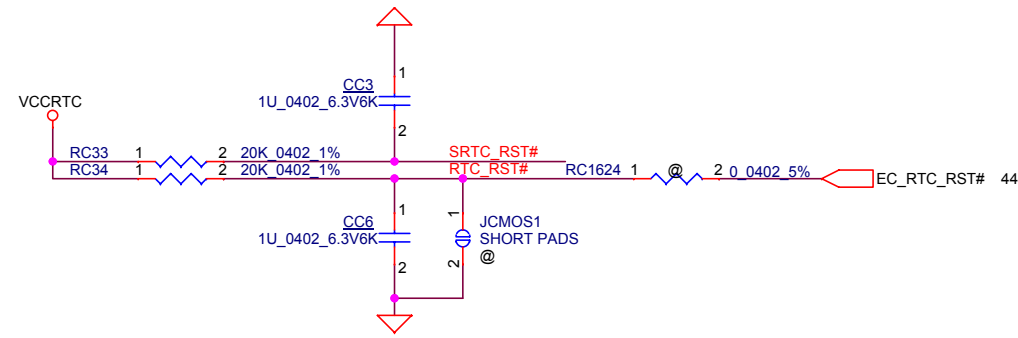 1
CC3
1U_0402_6.3V6K
VCCRTC
2
RC33 1 2 20K_0402_1% SRTC_RST#
RC34 1 2 20K_0402_1% RTC_RST# RC1624 1 @ 2 0_0402_5% EC_RTC_RST# 44
1 1 JCMOS1
CC6 SHORT PADS
1U_0402_6.3V6K
2 2 @